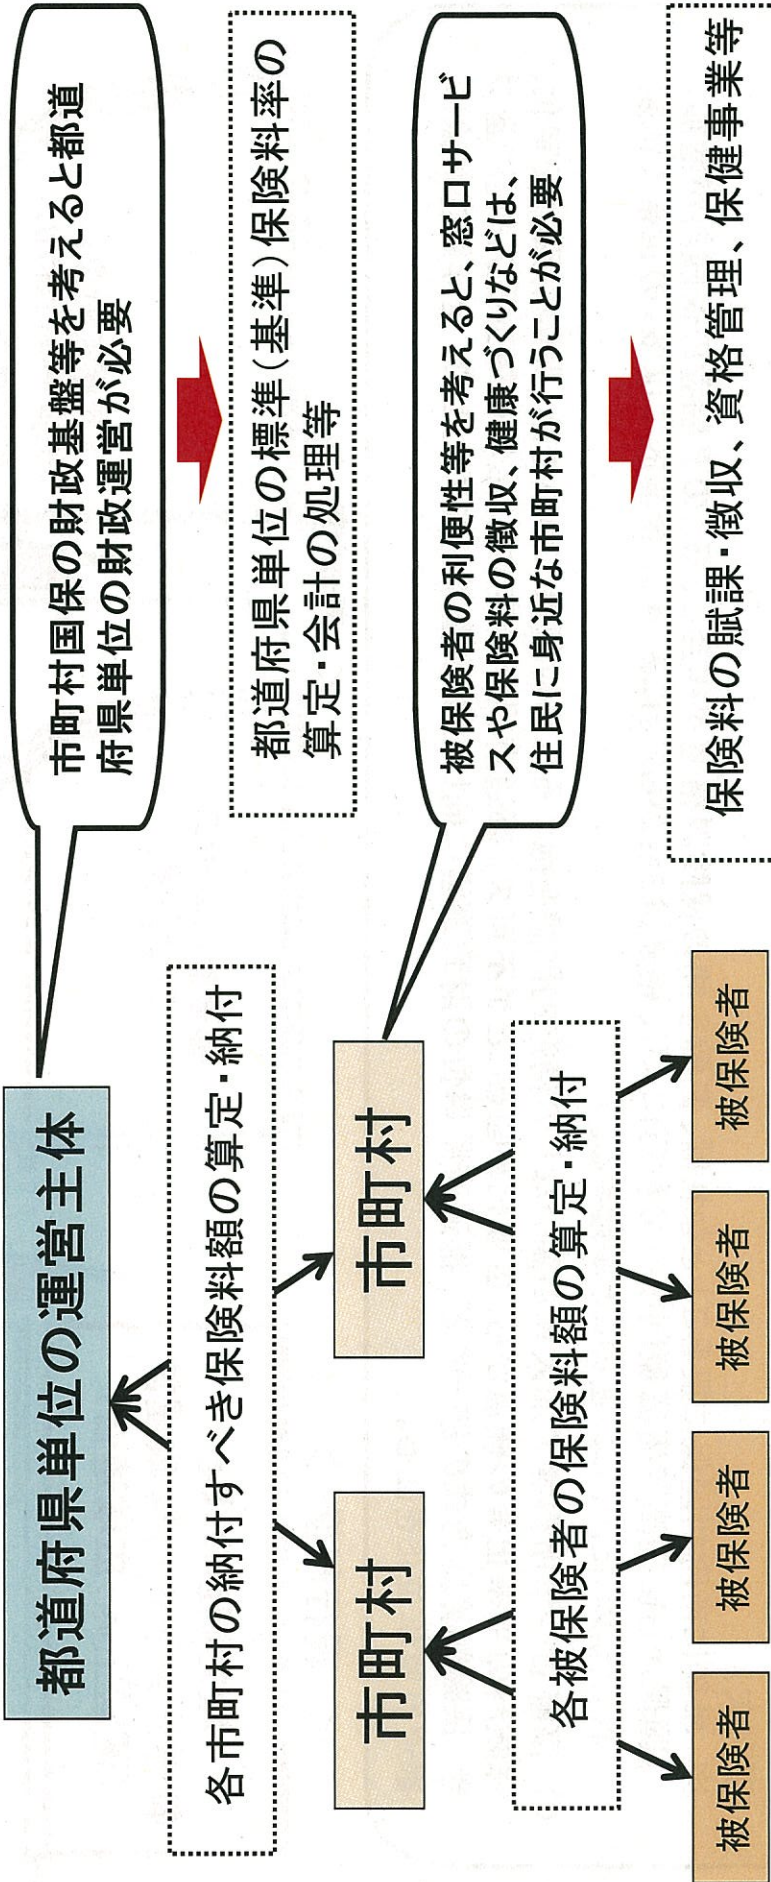 都道府県単位の運営主体
市町村国保の財政基盤等を考えると都道
府県単位の財政運営が必要
都道府県単位の標準(基準)保険料率の
算定・会計の処理等
各市町村の納付すべき保険料額の算定・納付
市町村
市町村
被保険者の利便性等を考えると、窓口サービ
スや保険料の徴収、健康づくりなどは、
住民に身近な市町村が行うことが必要
各被保険者の保険料額の算定・納付
被保険者
被保険者
被保険者
被保険者
保険料の賦課・徴収、資格管理、保健事業等